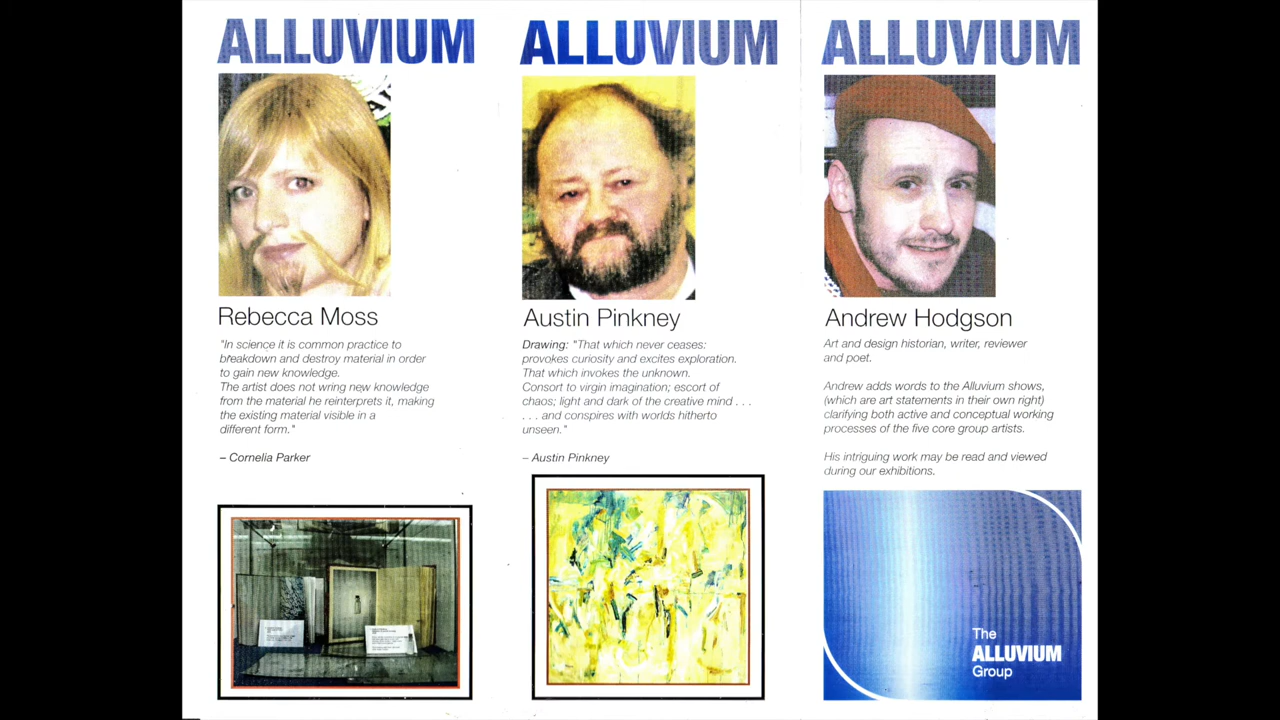 ALLUVIUM
Rebecca Moss
"In science it is common practice to
breakdown and destroy material in order
to gain new knowledge.
The artist does not wring new knowledge
from the material he reinterprets it, making
the existing material visible in a
different form."
– Cornelia Parker
ALLUVIUM
Austin Pinkney
Drawing: "That which never ceases:
provokes curiosity and excites exploration.
That which invokes the unknown.
Consort to virgin imagination; escort of
chaos; light and dark of the creative mind . . .
. . . and conspires with worlds hitherto
unseen."
– Austin Pinkney
ALLUVIUM
Andrew Hodgson
Art and design historian, writer, reviewer
and poet.
Andrew adds words to the Alluvium shows,
(which are art statements in their own right)
clarifying both active and conceptual working
processes of the five core group artists.
His intriguing work may be read and viewed
during our exhibitions.
The
ALLUVIUM
Group